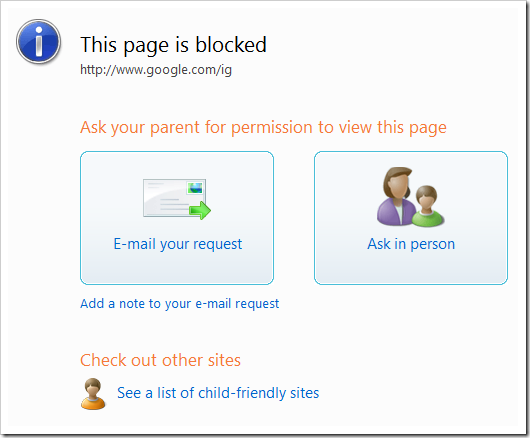 This page is blocked
http://www.google.com/ig
Ask your parent for permission to view this page
E-mail your request
Ask in person
Add a note to your e-mail request
Check out other sites
See a list of child-friendly sites